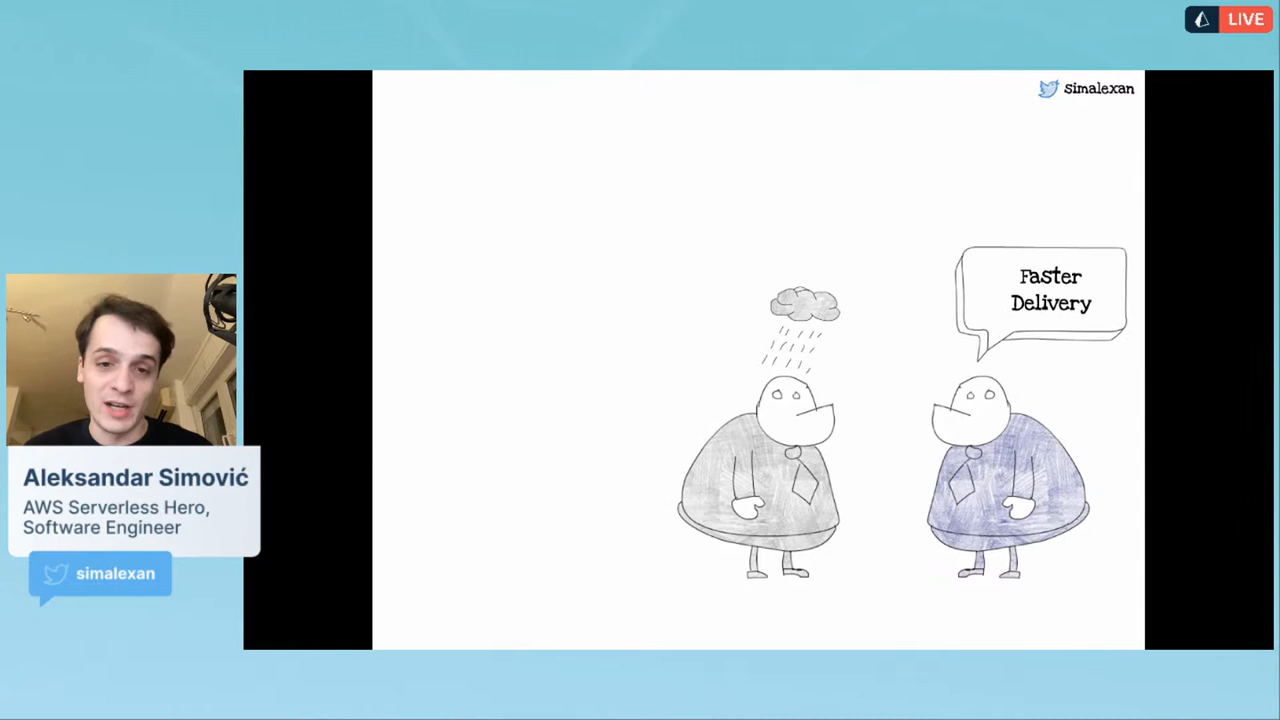 LIVE
simalexan
Faster
Delivery
Aleksandar Simović
AWS Serverless Hero,
Software Engineer
simalexan